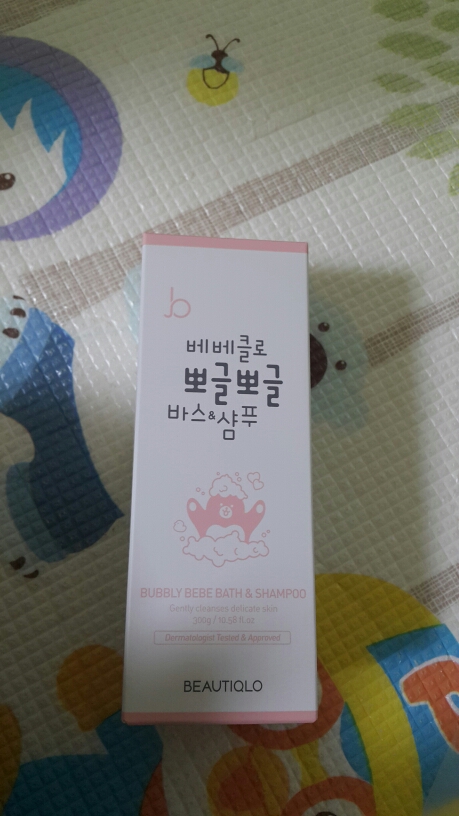 베베클로
뽀글뽀글
바스&샴푸
BUBBLY BEBE BATH & SHAMPOO
Gently cleanses delicate skin
300g / 10.58 fl.oz
Dermatologist Tested & Approved
BEAUTIQLO